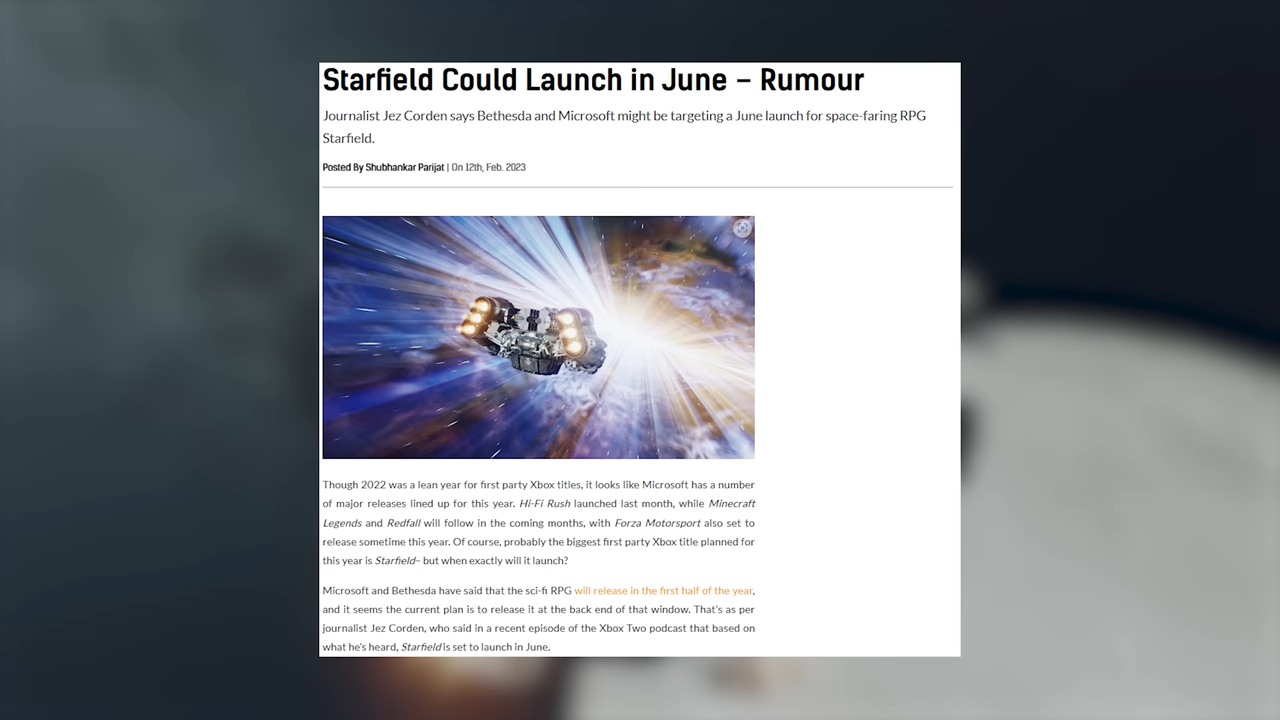 Starfield Could Launch in June – Rumour
Journalist Jez Corden says Bethesda and Microsoft might be targeting a June launch for space-faring RPG
Starfield.
Posted By Shubhankar Parijat | On 12th, Feb. 2023
Though 2022 was a lean year for first party Xbox titles, it looks like Microsoft has a number
of major releases lined up for this year. Hi-Fi Rush launched last month, while Minecraft
Legends and Redfall will follow in the coming months, with Forza Motorsport also set to
release sometime this year. Of course, probably the biggest first party Xbox title planned for
this year is Starfield– but when exactly will it launch?
Microsoft and Bethesda have said that the sci-fi RPG will release in the first half of the year,
and it seems the current plan is to release it at the back end of that window. That's as per
journalist Jez Corden, who said in a recent episode of the Xbox Two podcast that based on
what he's heard, Starfield is set to launch in June.